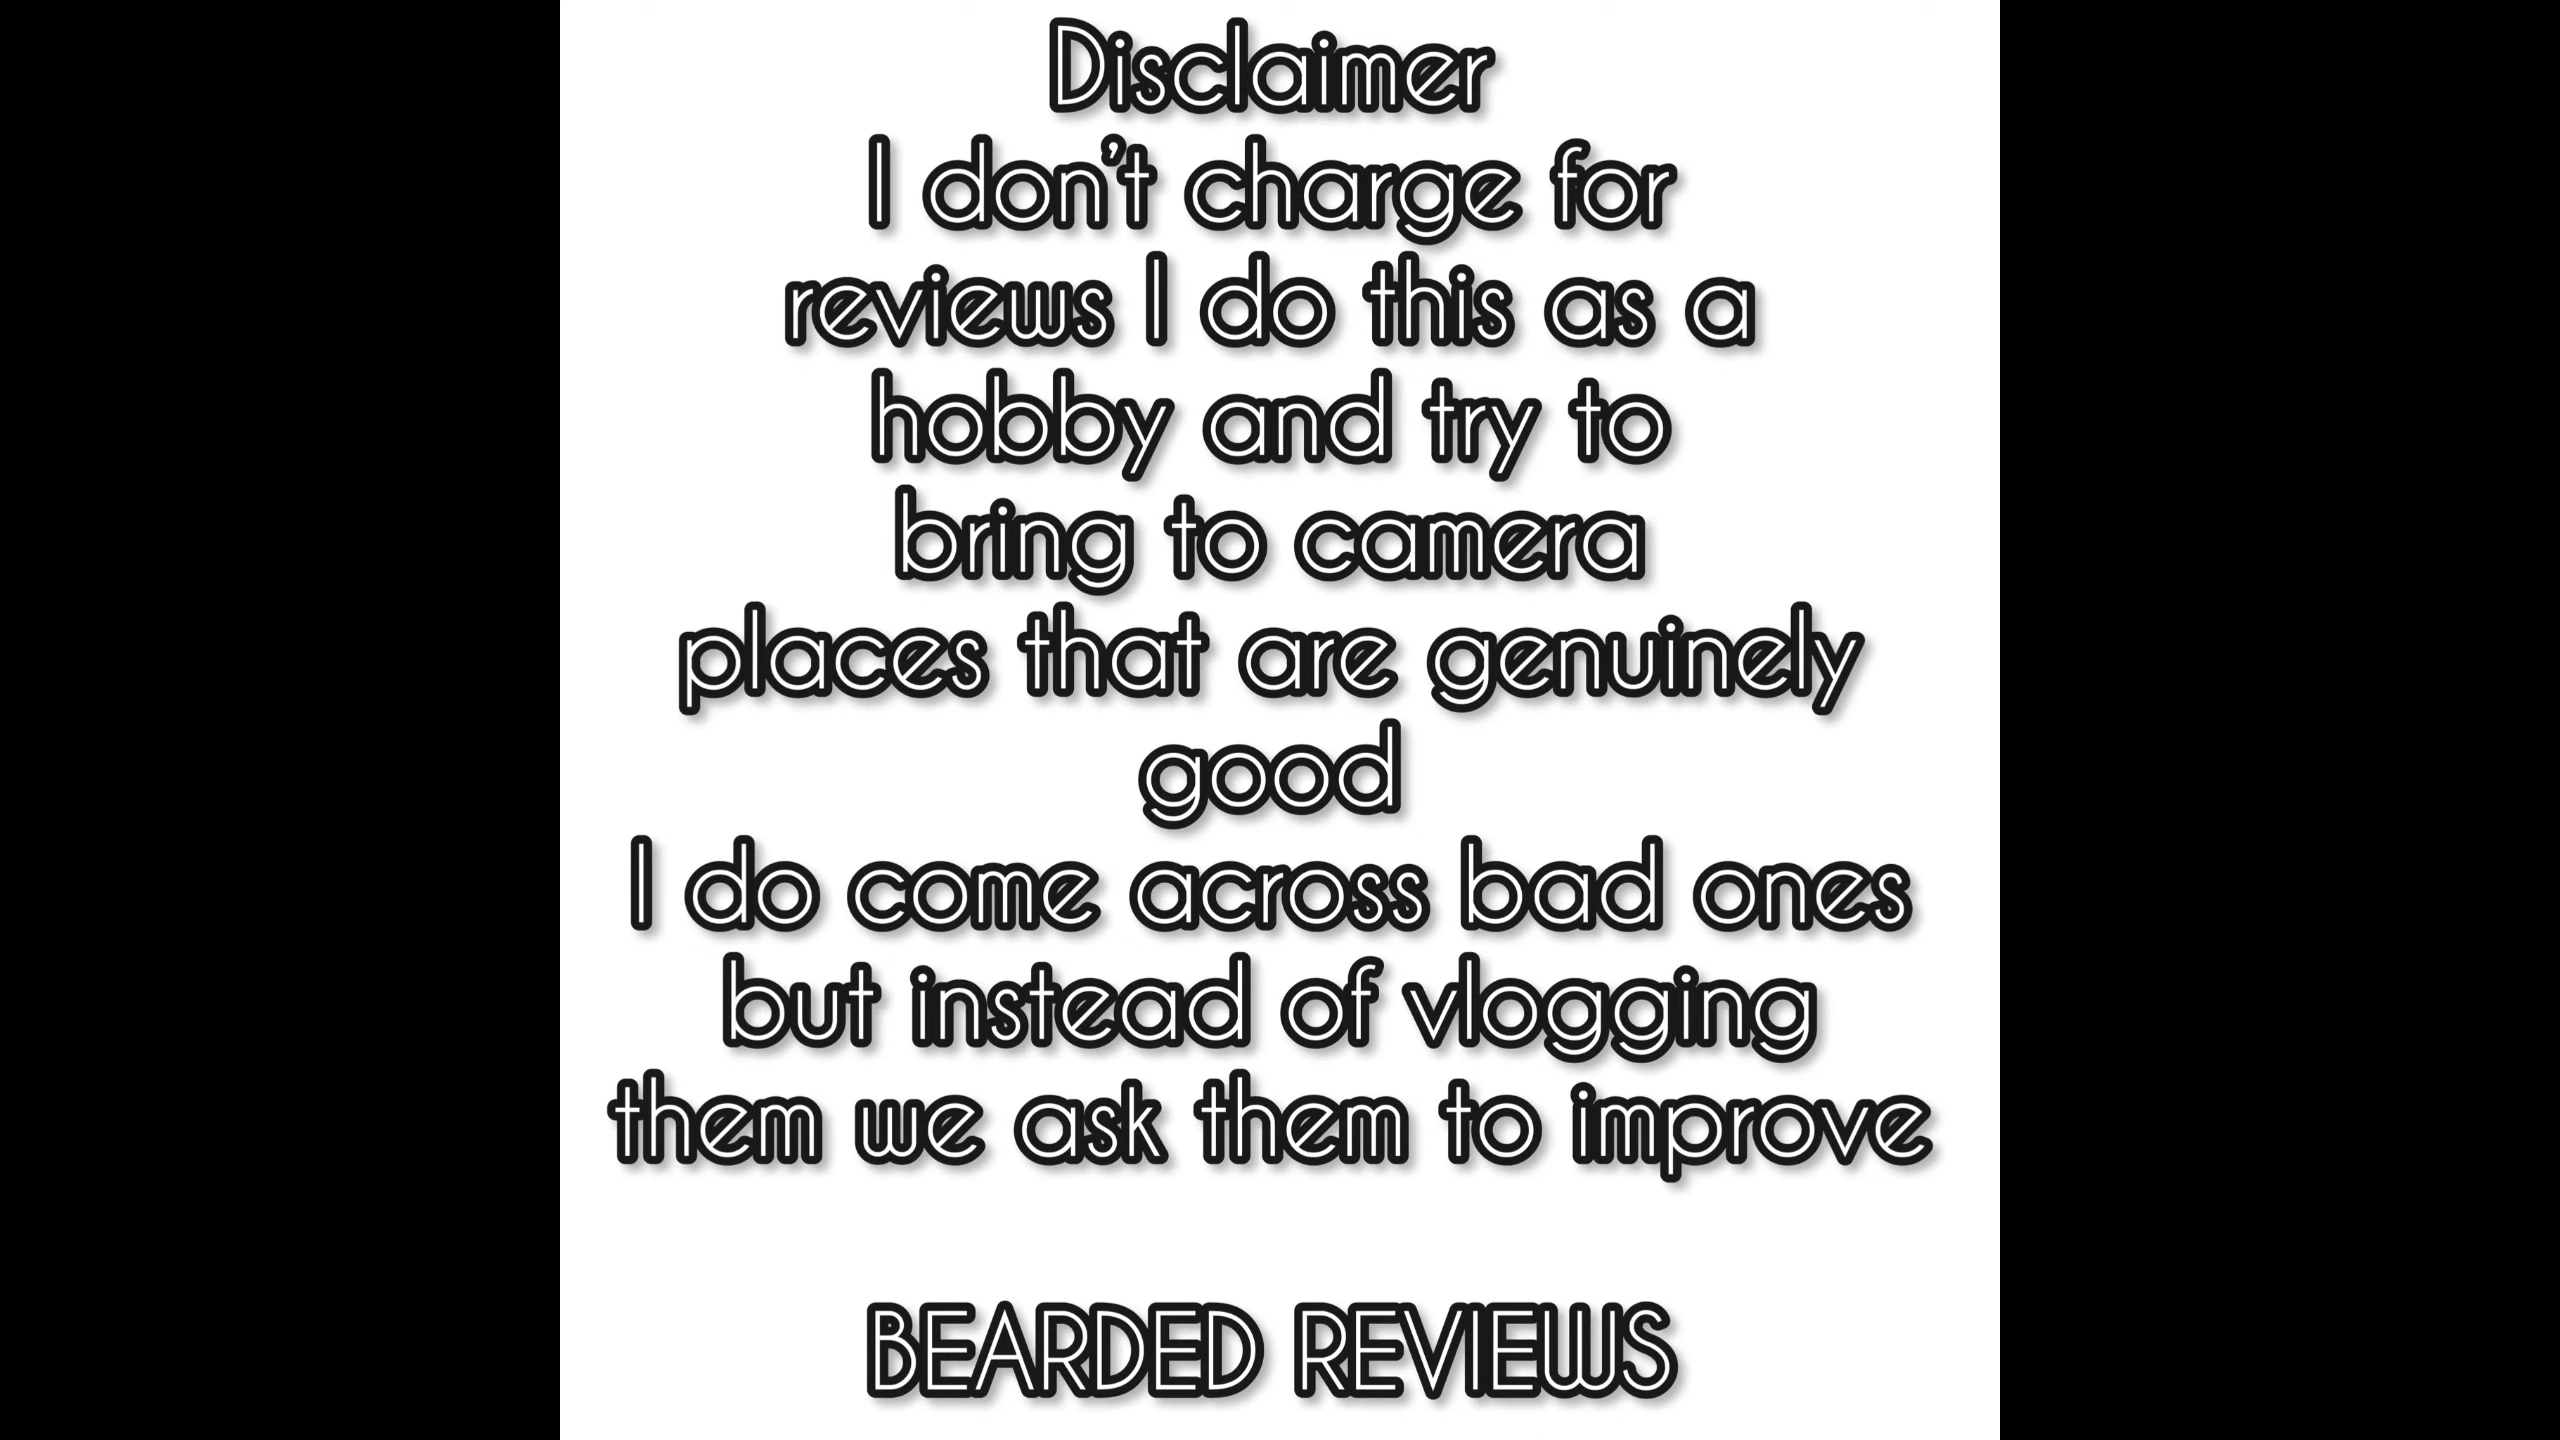 Disclaimer
I don't charge for
reviews I do this as a
hobby and try to
bring to camera
places that are genuinely
good
I do come across bad ones
but instead of vlogging
them we ask them to improve
BEARDED REVIEWS